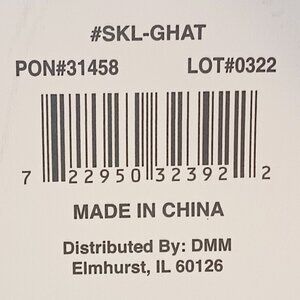 #SKL-GHAT
PON#31458 LOT#0322
7 22950 32392 2
MADE IN CHINA
Distributed By: DMM
Elmhurst, IL 60126